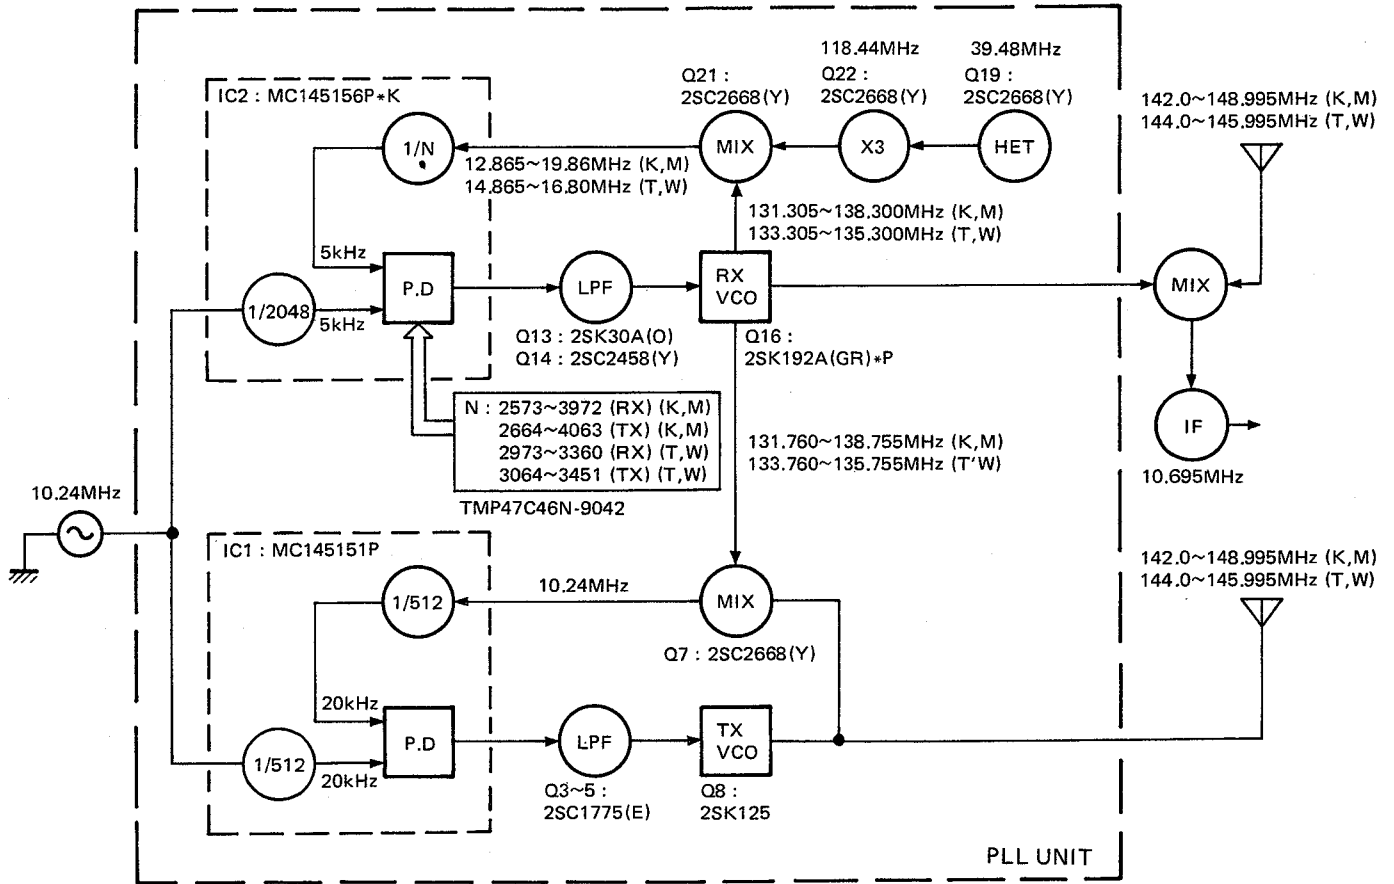 118.44MHz
Q22 :
2SC2668(Y)
39.48MHz
Q19 :
2SC2668(Y)
Q21 :
2SC2668(Y)
IC2 : MC145156P*K
1/N
MIX
X3
HET
142.0~148.995MHz (K,M)
144.0~145.995MHz (T,W)
12.865~19.86MHz (K,M)
14.865~16.80MHz (T,W)
131.305~138.300MHz (K,M)
133.305~135.300MHz (T,W)
5kHz
P.D
LPF
RX
VCO
MIX
1/2048
5kHz
Q13 : 2SK30A(O)
Q14 : 2SC2458(Y)
Q16 :
2SK192A(GR)*P
N : 2573~3972 (RX) (K,M)
2664~4063 (TX) (K,M)
2973~3360 (RX) (T,W)
3064~3451 (TX) (T,W)
TMP47C46N-9042
131.760~138.755MHz (K,M)
133.760~135.755MHz (T'W)
IF
10.695MHz
10.24MHz
IC1 : MC145151P
1/512
10.24MHz
MIX
Q7 : 2SC2668(Y)
142.0~148.995MHz (K,M)
144.0~145.995MHz (T,W)
20kHz
P.D
LPF
TX
VCO
1/512
20kHz
Q3~5 :
2SC1775(E)
Q8 :
2SK125
PLL UNIT